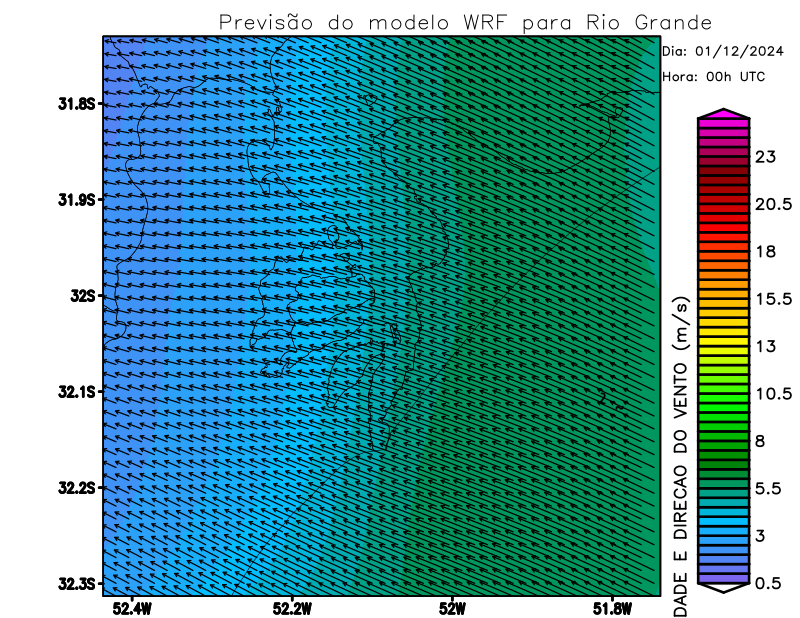 Previsão do modelo WRF para Rio Grande
Dia: 01/12/2024
Hora: 00h UTC
31.8S
31.9S
32S
32.1S
32.2S
32.3S
52.4W
52.2W
52W
51.8W
DADE E DIRECAO DO VENTO (m/s)
23
20.5
18
15.5
13
10.5
8
5.5
3
0.5